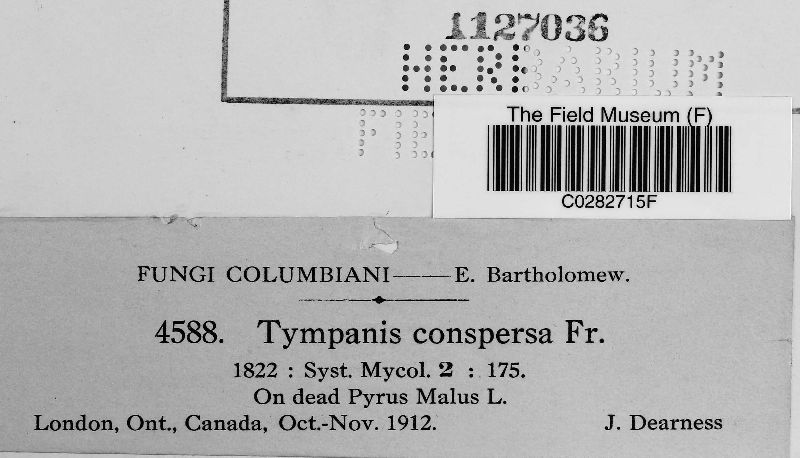 1127036
HERBARIUM
The Field Museum (F)
C0282715F
FUNGI COLUMBIANI—E. Bartholomew.
4588. Tympanis conspersa Fr.
1822 : Syst. Mycol. 2 : 175.
On dead Pyrus Malus L.
London, Ont., Canada, Oct.-Nov. 1912. J. Dearness